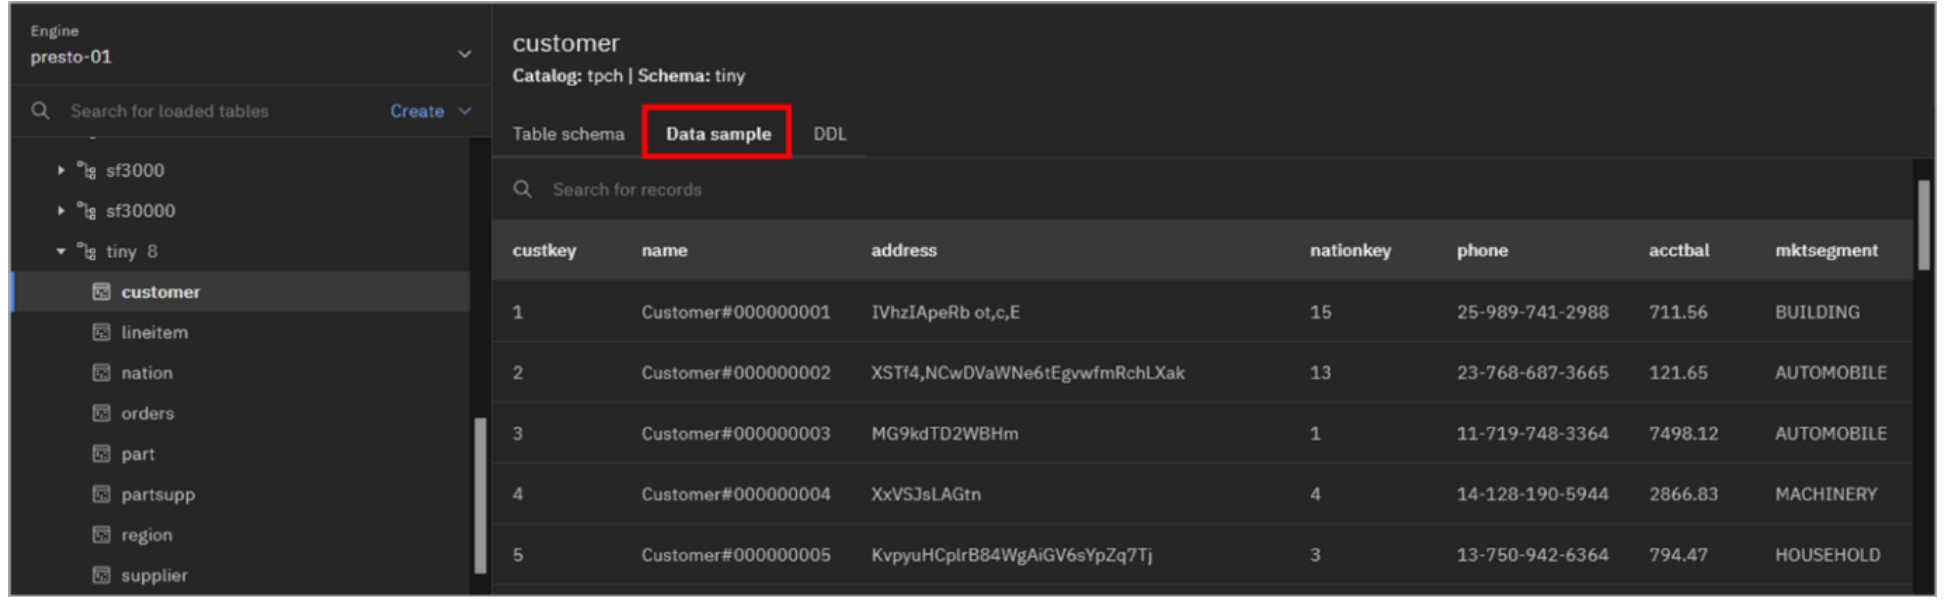 Engine
presto-01
Search for loaded tables Create
sf3000
sf30000
tiny 8
customer
lineitem
nation
orders
part
partsupp
region
supplier
customer
Catalog: tpch | Schema: tiny
Table schema Data sample DDL
Search for records
custkey name address nationkey phone acctbal mktsegment
1 Customer#000000001 IVhzIApeRb ot,c,E 15 25-989-741-2988 711.56 BUILDING
2 Customer#000000002 XSTf4,NCwDVaWNe6tEgvwfmRchLXak 13 23-768-687-3665 121.65 AUTOMOBILE
3 Customer#000000003 MG9kdTD2WBHm 1 11-719-748-3364 7498.12 AUTOMOBILE
4 Customer#000000004 XxVSJsLAGtn 4 14-128-190-5944 2866.83 MACHINERY
5 Customer#000000005 KvpyuHCplrB84WgAiGV6sYpZq7Tj 3 13-750-942-6364 794.47 HOUSEHOLD